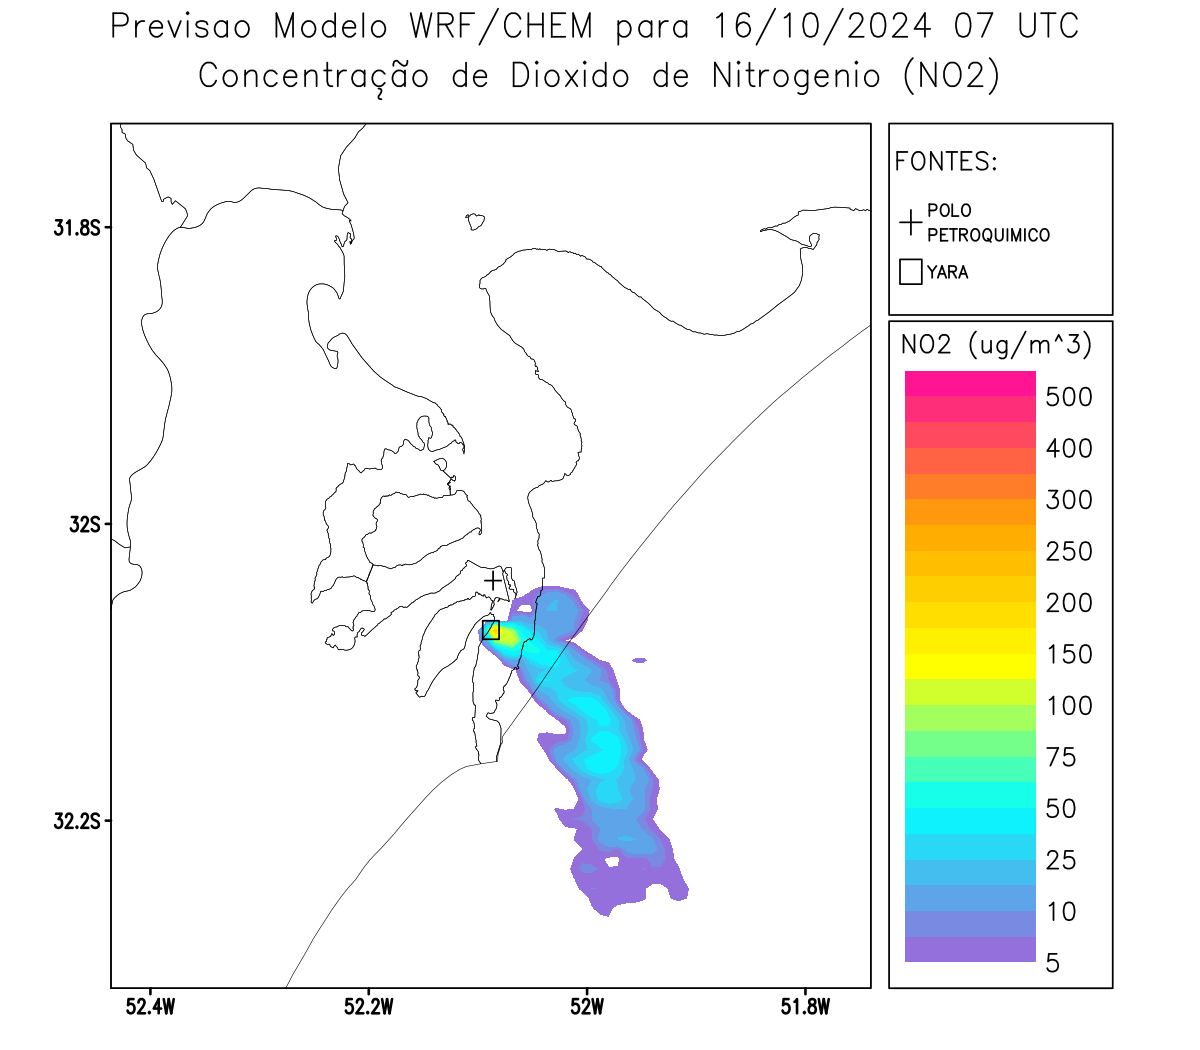 Previsao Modelo WRF/CHEM para 16/10/2024 07 UTC
Concentração de Dioxido de Nitrogenio (NO2)
FONTES:
POLO
PETROQUIMICO
YARA
NO2 (ug/m^3)
500
400
300
250
200
150
100
75
50
25
10
5
31.8S
32S
32.2S
52.4W
52.2W
52W
51.8W